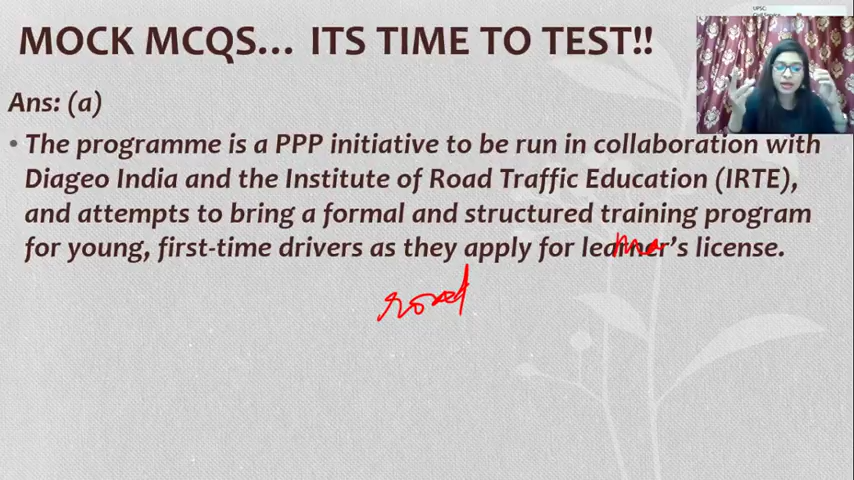 UPSC
MOCK MCQS... ITS TIME TO TEST!!
Ans: (a)
• The programme is a PPP initiative to be run in collaboration with
Diageo India and the Institute of Road Traffic Education (IRTE),
and attempts to bring a formal and structured training program
for young, first-time drivers as they apply for learner's license.
road